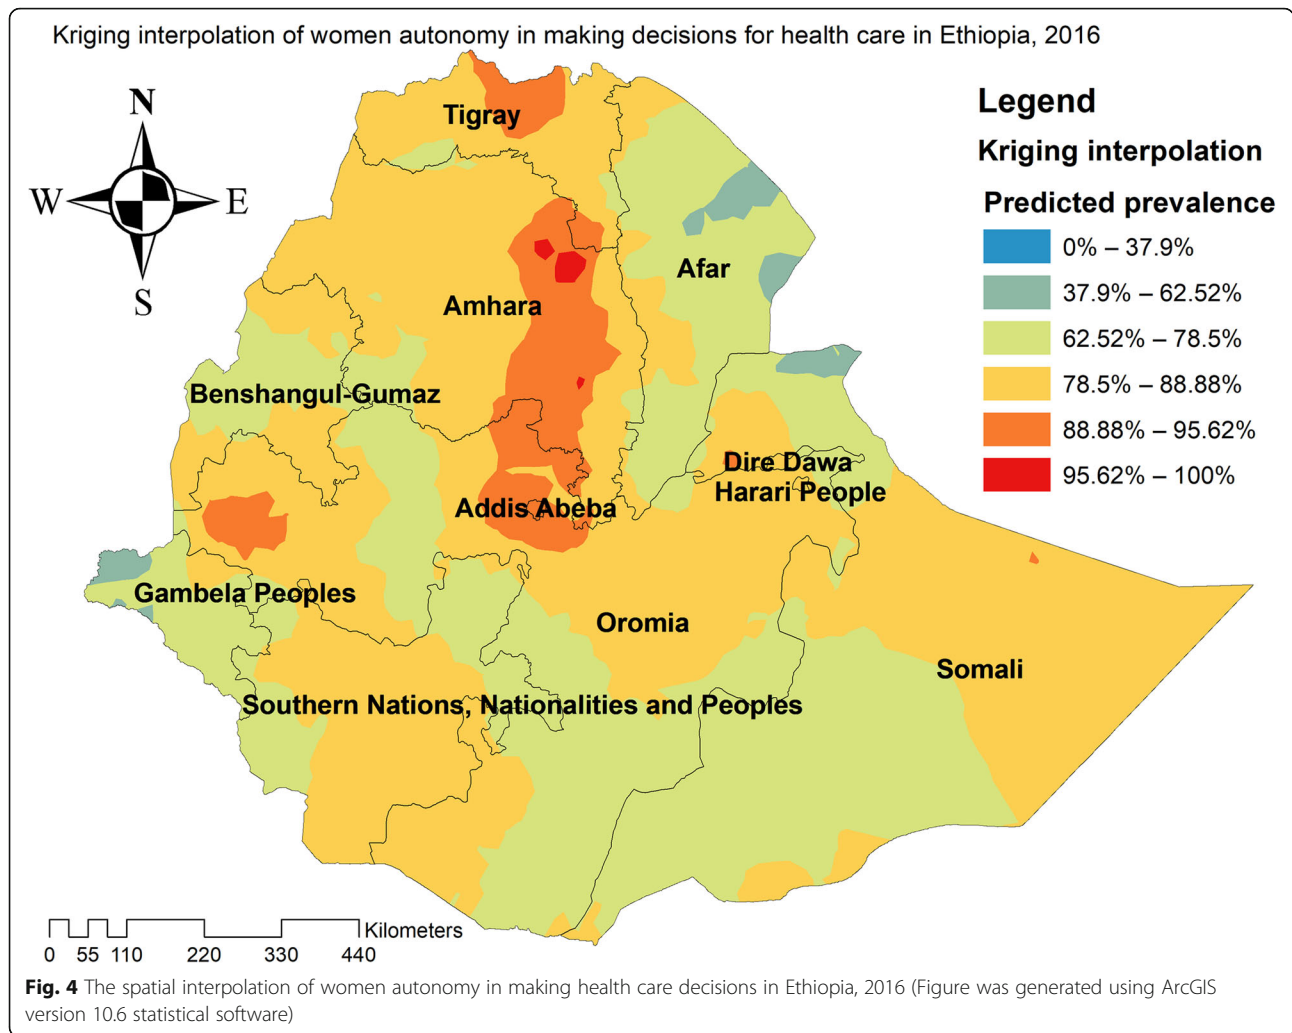 Kriging interpolation of women autonomy in making decisions for health care in Ethiopia, 2016
N
W
E
S
Legend
Kriging interpolation
Predicted prevalence
0% – 37.9%
37.9% – 62.52%
62.52% – 78.5%
78.5% – 88.88%
88.88% – 95.62%
95.62% – 100%
Tigray
Afar
Amhara
Benshangul-Gumaz
Dire Dawa
Harari People
Addis Abeba
Gambela Peoples
Oromia
Somali
Southern Nations, Nationalities and Peoples
Kilometers
0 55 110 220 330 440
Fig. 4 The spatial interpolation of women autonomy in making health care decisions in Ethiopia, 2016 (Figure was generated using ArcGIS
version 10.6 statistical software)